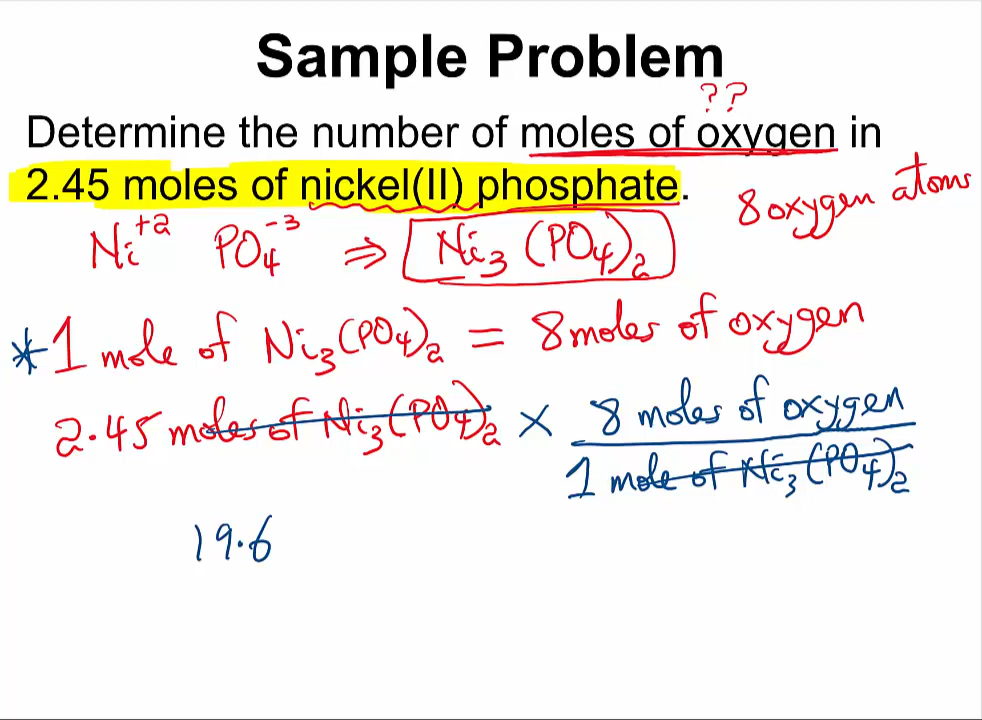 Sample Problem
??
Determine the number of moles of oxygen in
2.45 moles of nickel(II) phosphate.
8 oxygen atoms
Ni⁺² PO₄⁻³ ⇒ Ni₃(PO₄)₂
*1 mole of Ni₃(PO₄)₂ = 8 moles of oxygen
2.45 moles of Ni₃(PO₄)₂ × 8 moles of oxygen
1 mole of Ni₃(PO₄)₂
19.6